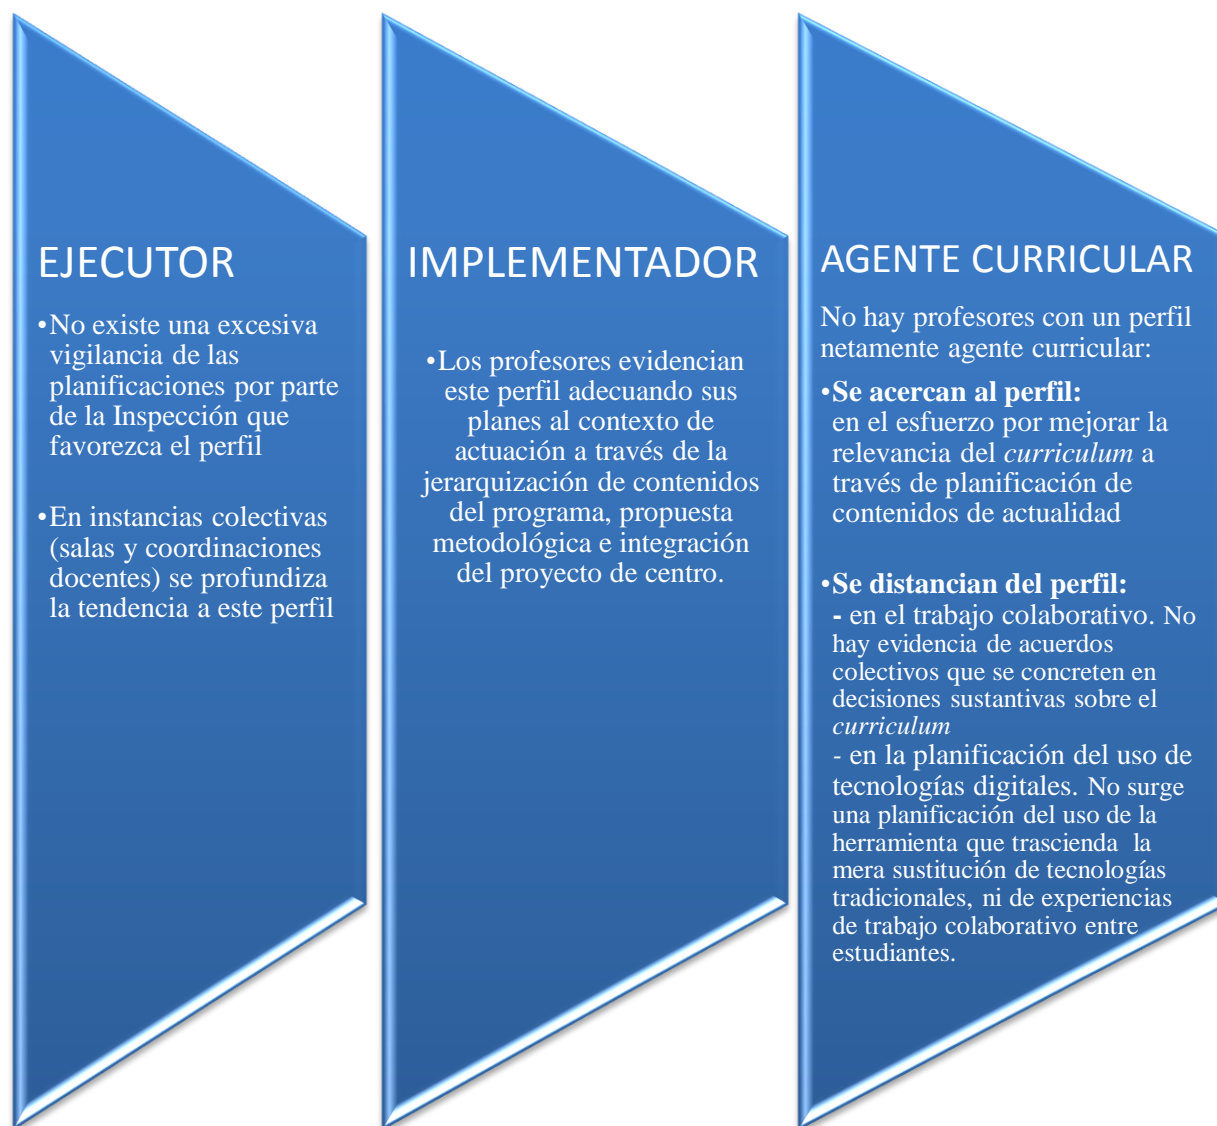 EJECUTOR
•No existe una excesiva
vigilancia de las
planificaciones por parte
de la Inspección que
favorezca el perfil
•En instancias colectivas
(salas y coordinaciones
docentes) se profundiza
la tendencia a este perfil
IMPLEMENTADOR
•Los profesores evidencian
este perfil adecuando sus
planes al contexto de
actuación a través de la
jerarquización de contenidos
del programa, propuesta
metodológica e integración
del proyecto de centro.
AGENTE CURRICULAR
No hay profesores con un perfil
netamente agente curricular:
•Se acercan al perfil:
en el esfuerzo por mejorar la
relevancia del curriculum a
través de planificación de
contenidos de actualidad
•Se distancian del perfil:
- en el trabajo colaborativo. No
hay evidencia de acuerdos
colectivos que se concreten en
decisiones sustantivas sobre el
curriculum
- en la planificación del uso de
tecnologías digitales. No surge
una planificación del uso de la
herramienta que trascienda la
mera sustitución de tecnologías
tradicionales, ni de experiencias
de trabajo colaborativo entre
estudiantes.